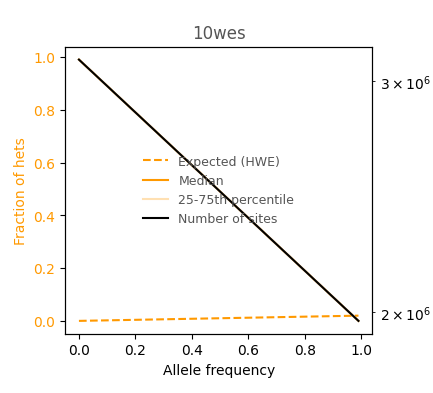 10wes
1.0
0.8
0.6
0.4
0.2
0.0
Fraction of hets
Expected (HWE)
Median
25-75th percentile
Number of sites
3 × 10⁶
2 × 10⁶
0.0 0.2 0.4 0.6 0.8 1.0
Allele frequency